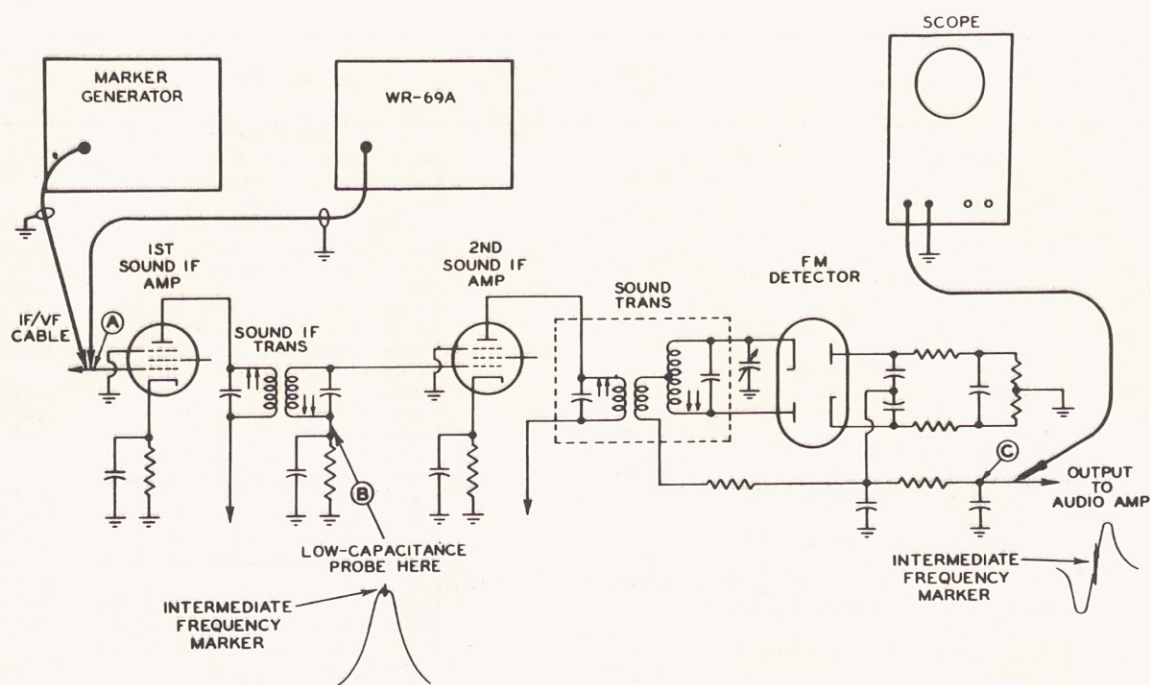 SCOPE
MARKER
GENERATOR
WR-69A
1ST
SOUND IF
AMP
2ND
SOUND IF
AMP
FM
DETECTOR
SOUND
TRANS
IF/VF
CABLE
A
SOUND IF
TRANS
C
B
OUTPUT
TO
AUDIO AMP
LOW-CAPACITANCE
PROBE HERE
INTERMEDIATE
FREQUENCY
MARKER
INTERMEDIATE
FREQUENCY
MARKER